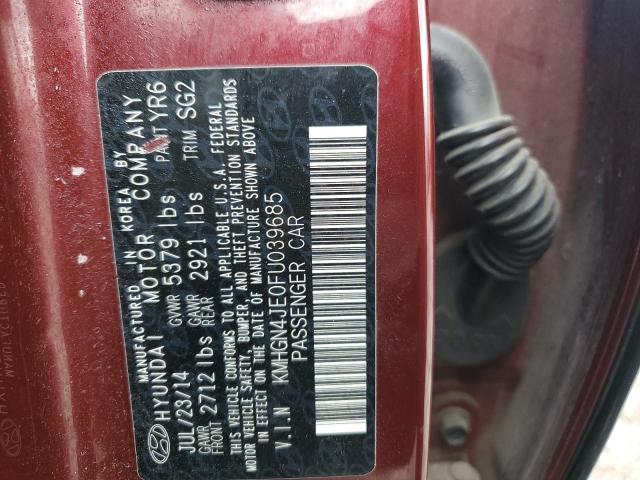 MANUFACTURED IN KOREA BY
HYUNDAI MOTOR COMPANY
JUL/23/14 GVWR 5379 lbs PAINT YR6
GAWR FRONT 2712 lbs GAWR REAR 2921 lbs TRIM SG2
THIS VEHICLE CONFORMS TO ALL APPLICABLE U.S.A. FEDERAL
MOTOR VEHICLE SAFETY, BUMPER, AND THEFT PREVENTION STANDARDS
IN EFFECT ON THE DATE OF MANUFACTURE SHOWN ABOVE
V.I.N KMHGN4JE0FU039685
PASSENGER CAR